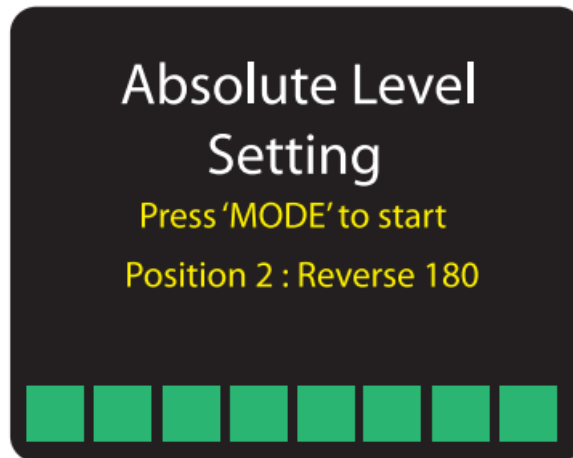 Absolute Level
Setting
Press 'MODE' to start
Position 2 : Reverse 180